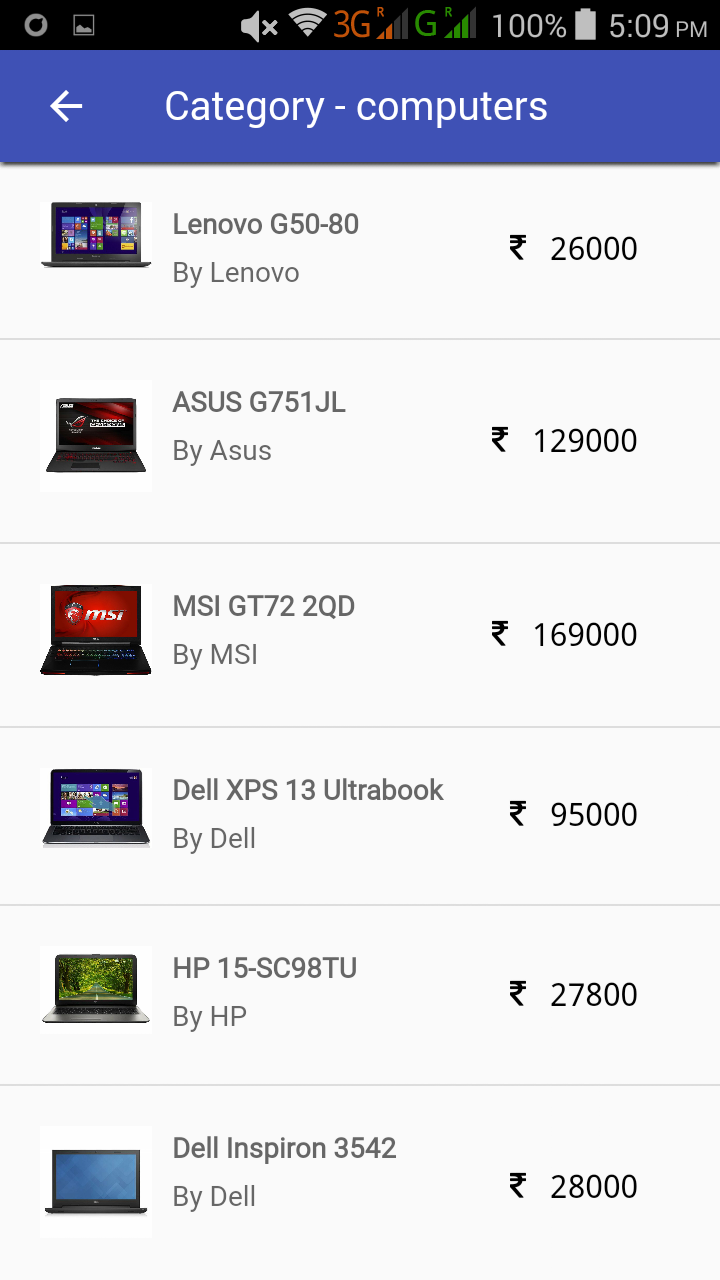 3G R G R 100% 5:09 PM
Category - computers
Lenovo G50-80
By Lenovo
₹ 26000
ASUS G751JL
By Asus
₹ 129000
msi
MSI GT72 2QD
By MSI
₹ 169000
Dell XPS 13 Ultrabook
By Dell
₹ 95000
HP 15-SC98TU
By HP
₹ 27800
Dell Inspiron 3542
By Dell
₹ 28000